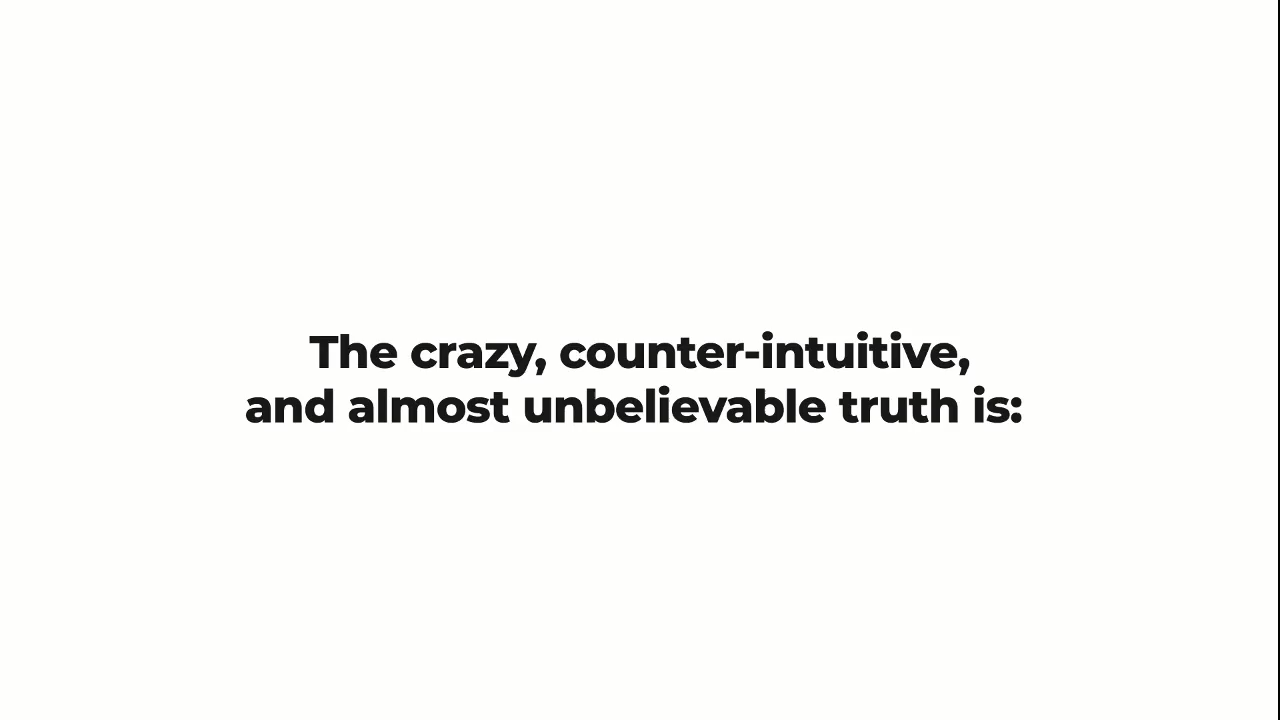 The crazy, counter-intuitive,
and almost unbelievable truth is: